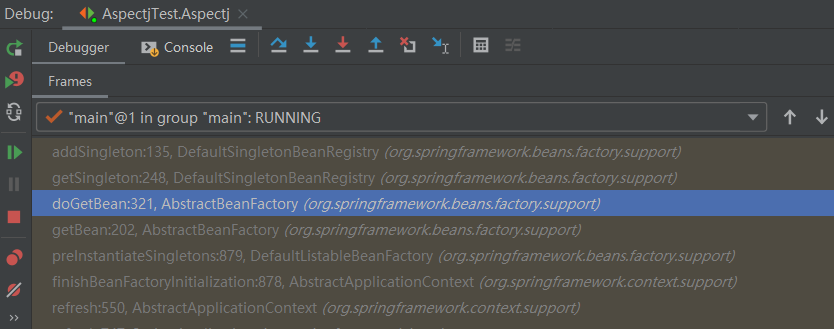 Debug: AspectjTest.Aspectj
Debugger Console
Frames
"main"@1 in group "main": RUNNING
addSingleton:135, DefaultSingletonBeanRegistry (org.springframework.beans.factory.support)
getSingleton:248, DefaultSingletonBeanRegistry (org.springframework.beans.factory.support)
doGetBean:321, AbstractBeanFactory (org.springframework.beans.factory.support)
getBean:202, AbstractBeanFactory (org.springframework.beans.factory.support)
preInstantiateSingletons:879, DefaultListableBeanFactory (org.springframework.beans.factory.support)
finishBeanFactoryInitialization:878, AbstractApplicationContext (org.springframework.context.support)
refresh:550, AbstractApplicationContext (org.springframework.context.support)